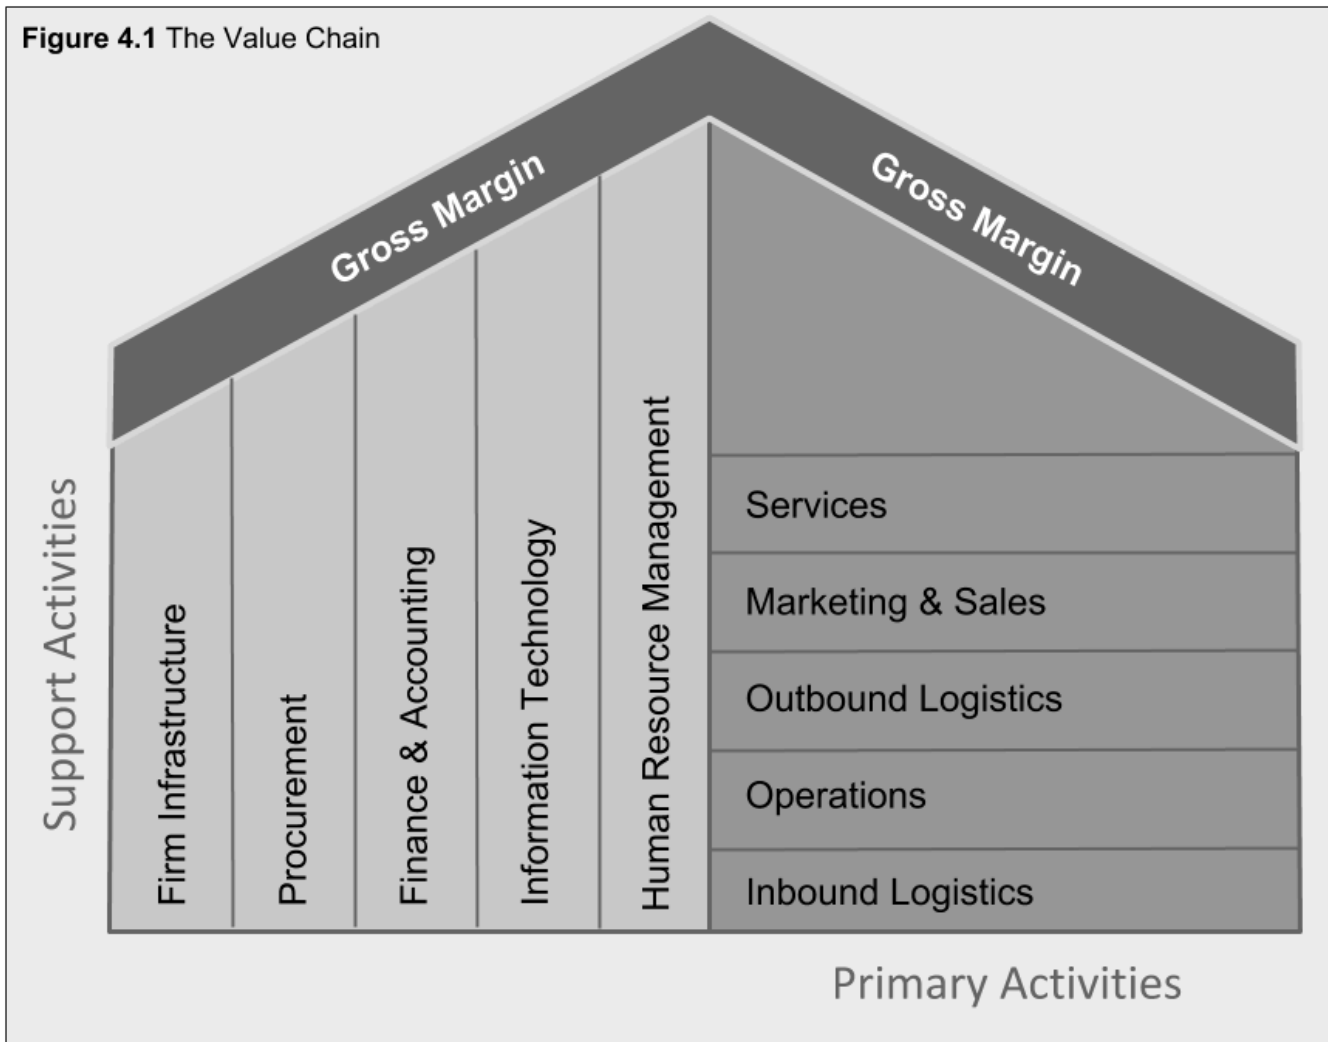 Figure 4.1 The Value Chain
Gross Margin
Gross Margin
Support Activities
Firm Infrastructure
Procurement
Finance & Accounting
Information Technology
Human Resource Management
Services
Marketing & Sales
Outbound Logistics
Operations
Inbound Logistics
Primary Activities